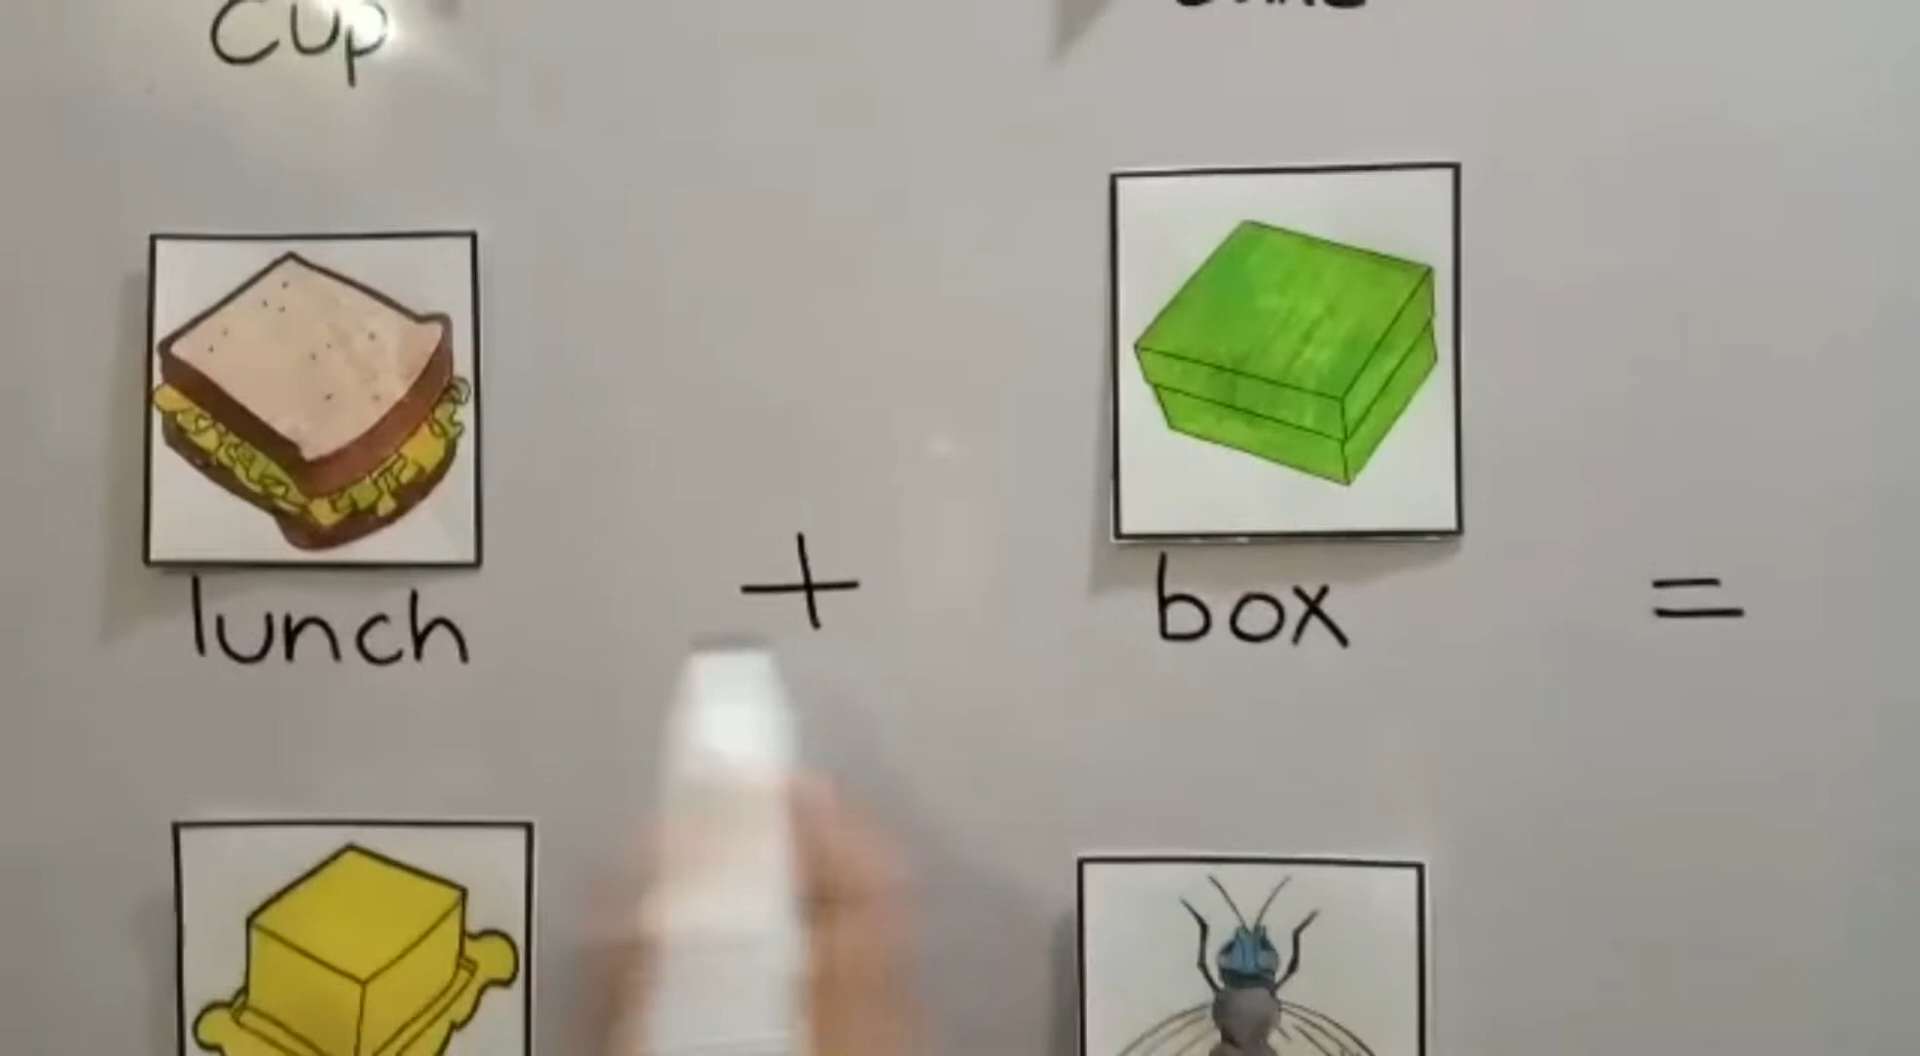 cup
lunch + box =